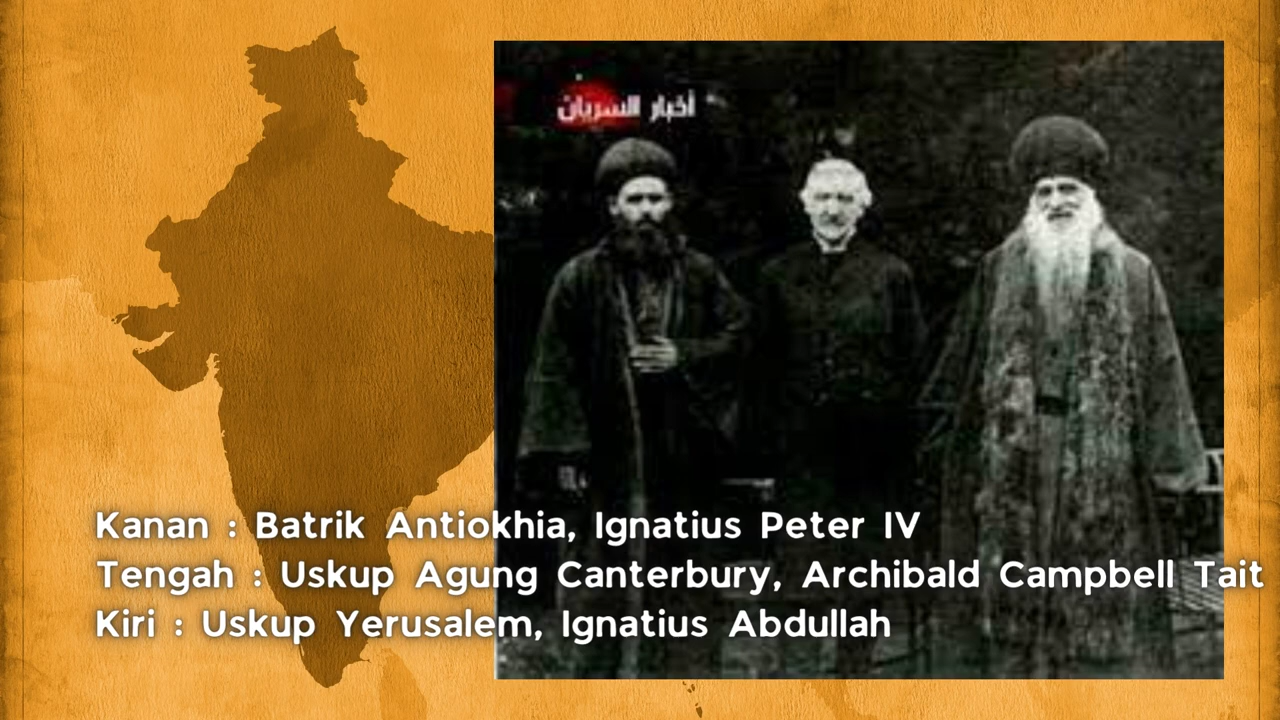 أخبار السريان
Kanan : Batrik Antiokhia, Ignatius Peter IV
Tengah : Uskup Agung Canterbury, Archibald Campbell Tait
Kiri : Uskup Yerusalem, Ignatius Abdullah